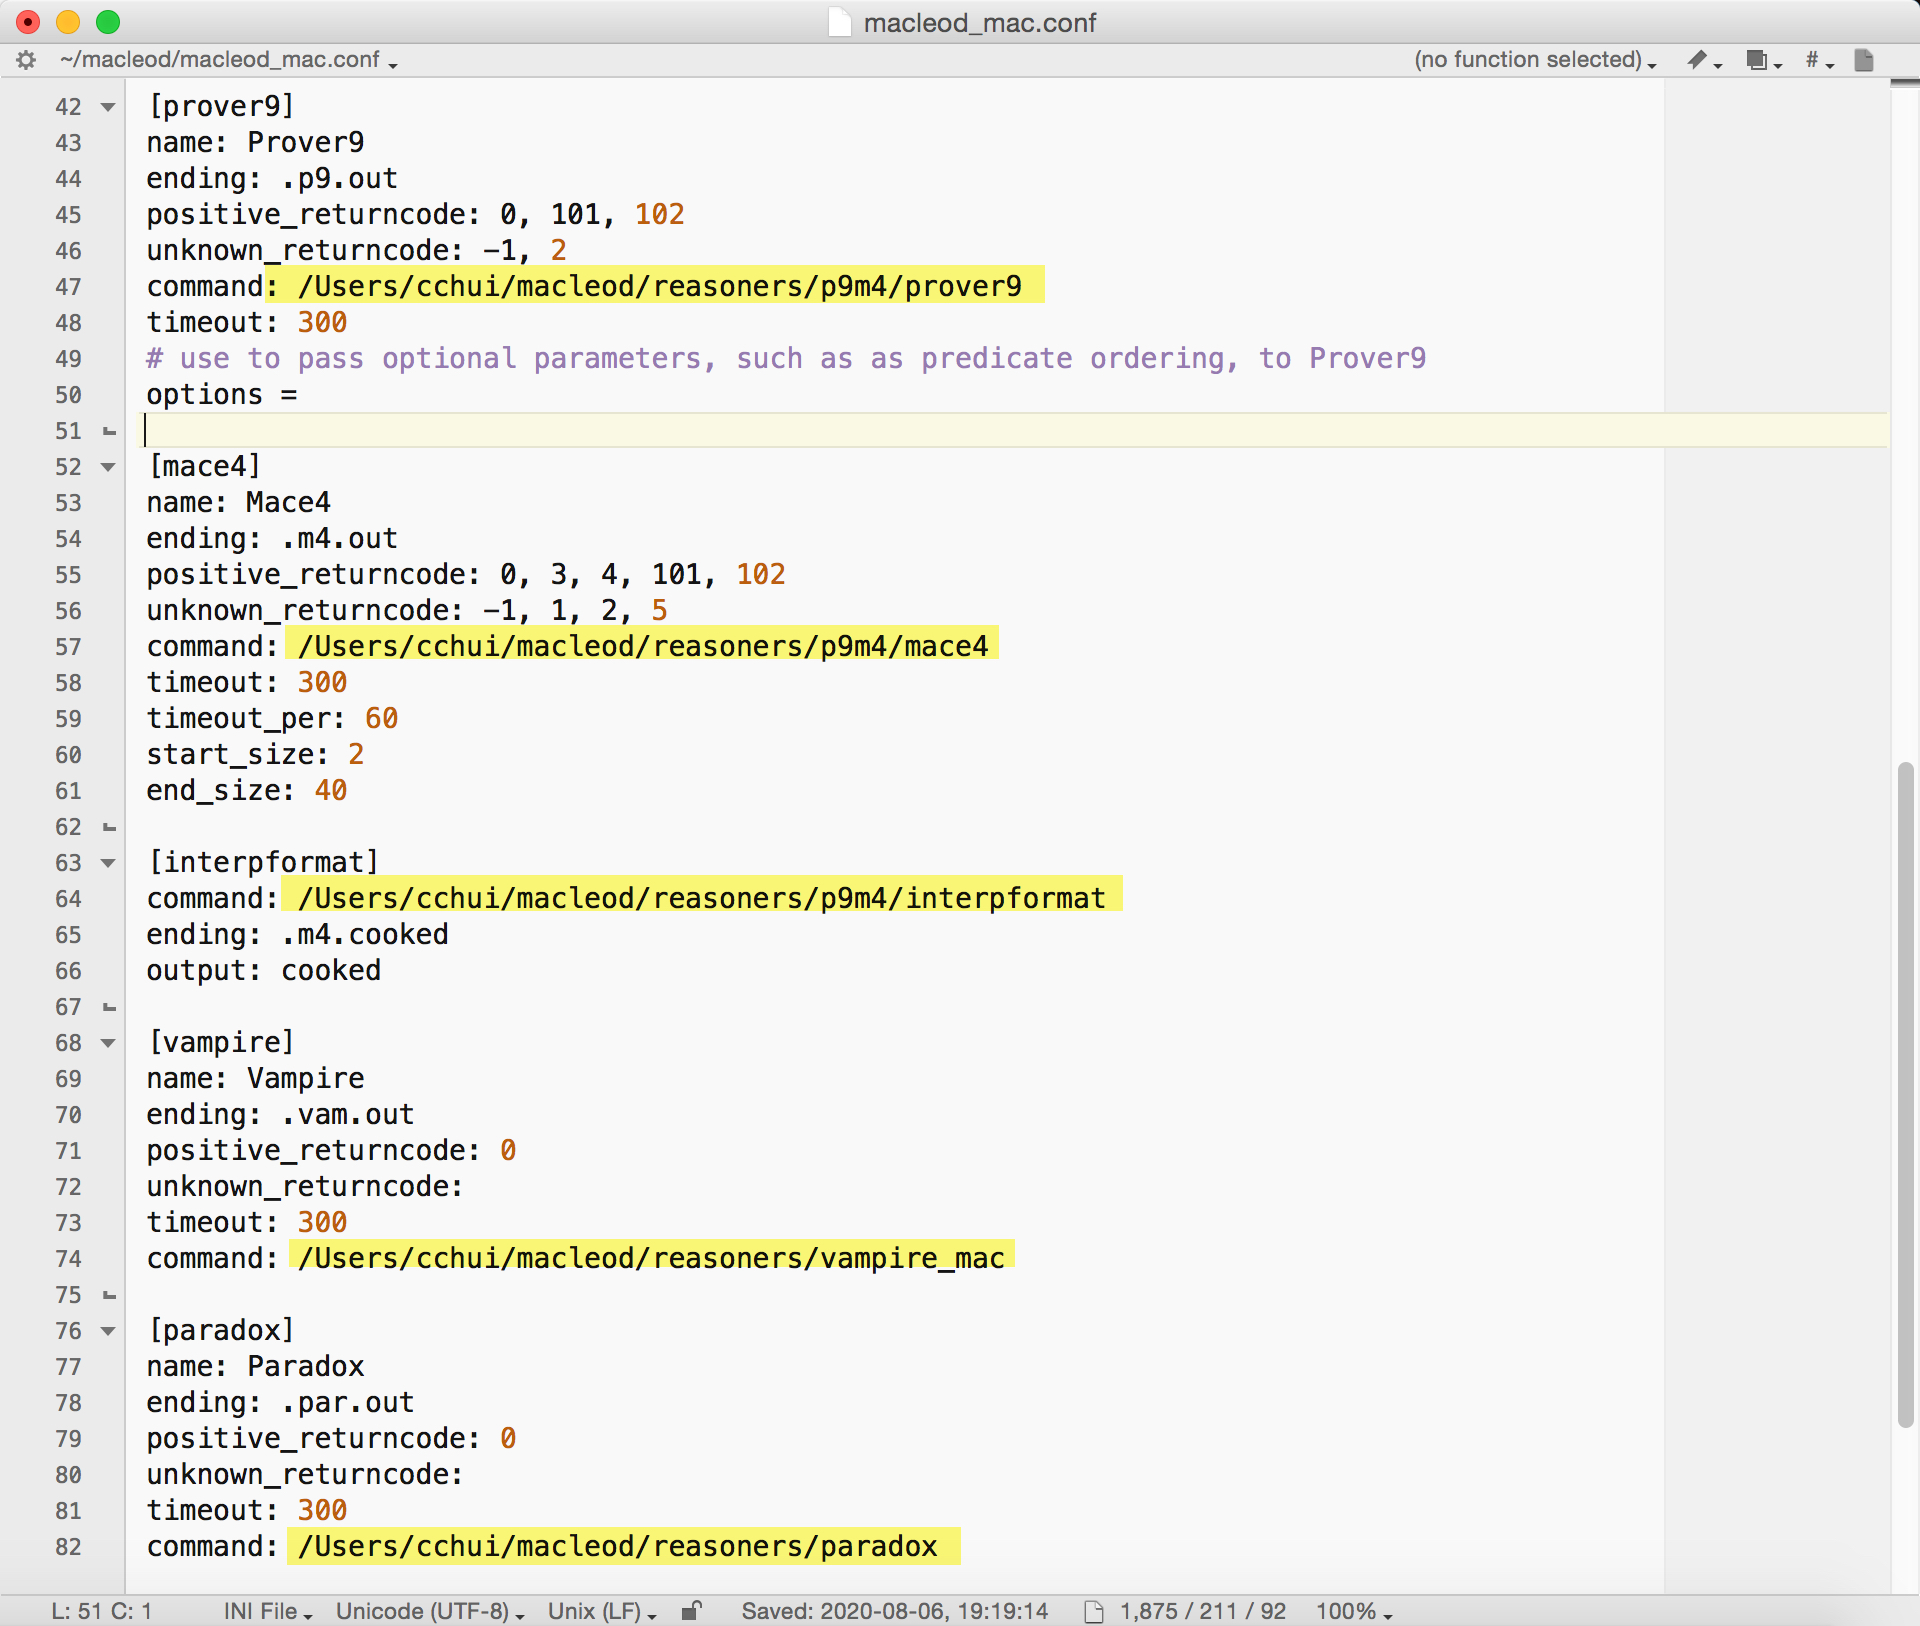 macleod_mac.conf
~/macleod/macleod_mac.conf
(no function selected)
#
42 [prover9]
43 name: Prover9
44 ending: .p9.out
45 positive_returncode: 0, 101, 102
46 unknown_returncode: -1, 2
47 command: /Users/cchui/macleod/reasoners/p9m4/prover9
48 timeout: 300
49 # use to pass optional parameters, such as as predicate ordering, to Prover9
50 options =
51
52 [mace4]
53 name: Mace4
54 ending: .m4.out
55 positive_returncode: 0, 3, 4, 101, 102
56 unknown_returncode: -1, 1, 2, 5
57 command: /Users/cchui/macleod/reasoners/p9m4/mace4
58 timeout: 300
59 timeout_per: 60
60 start_size: 2
61 end_size: 40
62
63 [interpformat]
64 command: /Users/cchui/macleod/reasoners/p9m4/interpformat
65 ending: .m4.cooked
66 output: cooked
67
68 [vampire]
69 name: Vampire
70 ending: .vam.out
71 positive_returncode: 0
72 unknown_returncode:
73 timeout: 300
74 command: /Users/cchui/macleod/reasoners/vampire_mac
75
76 [paradox]
77 name: Paradox
78 ending: .par.out
79 positive_returncode: 0
80 unknown_returncode:
81 timeout: 300
82 command: /Users/cchui/macleod/reasoners/paradox
L: 51 C: 1 INI File Unicode (UTF-8) Unix (LF) Saved: 2020-08-06, 19:19:14 1,875 / 211 / 92 100%